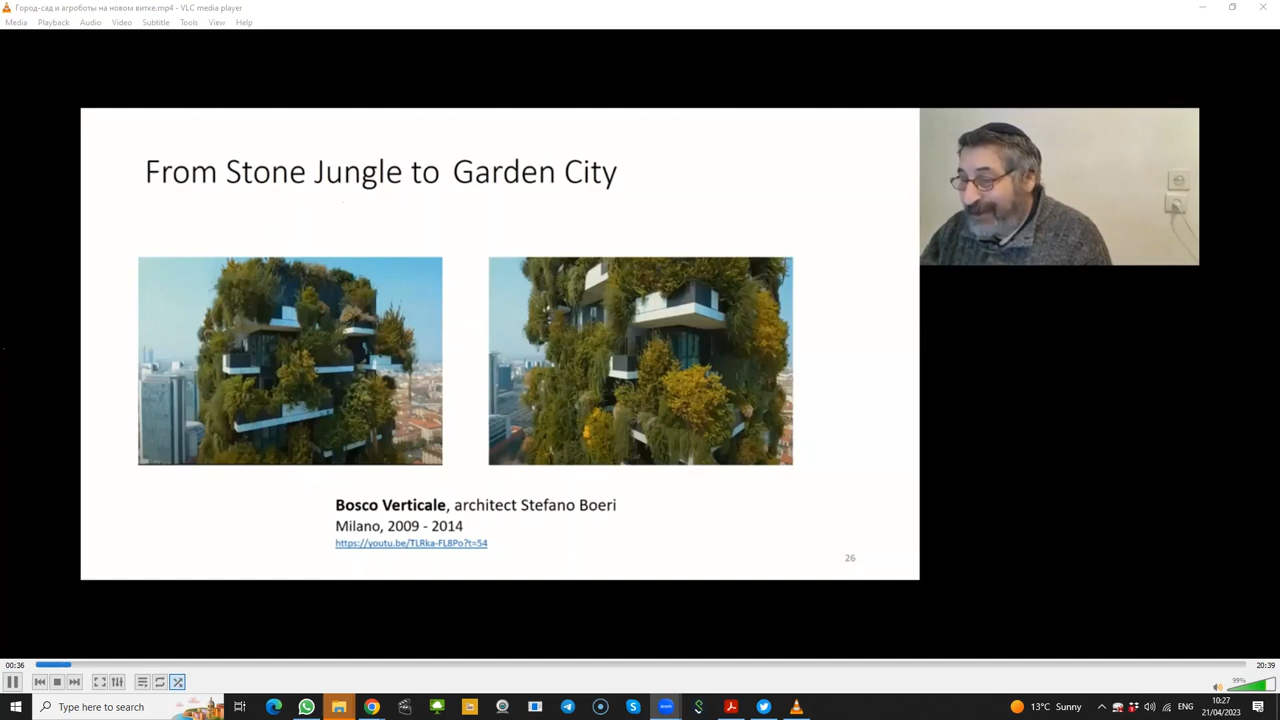 Город-сад и агроботы на новом витке.mp4 - VLC media player
Media Playback Audio Video Subtitle Tools View Help
From Stone Jungle to Garden City
Bosco Verticale, architect Stefano Boeri
Milano, 2009 - 2014
https://youtu.be/TLRka-FL8Po?t=54
26
00:36
20:39
99%
Type here to search
13°C Sunny
ENG
10:27
21/04/2023